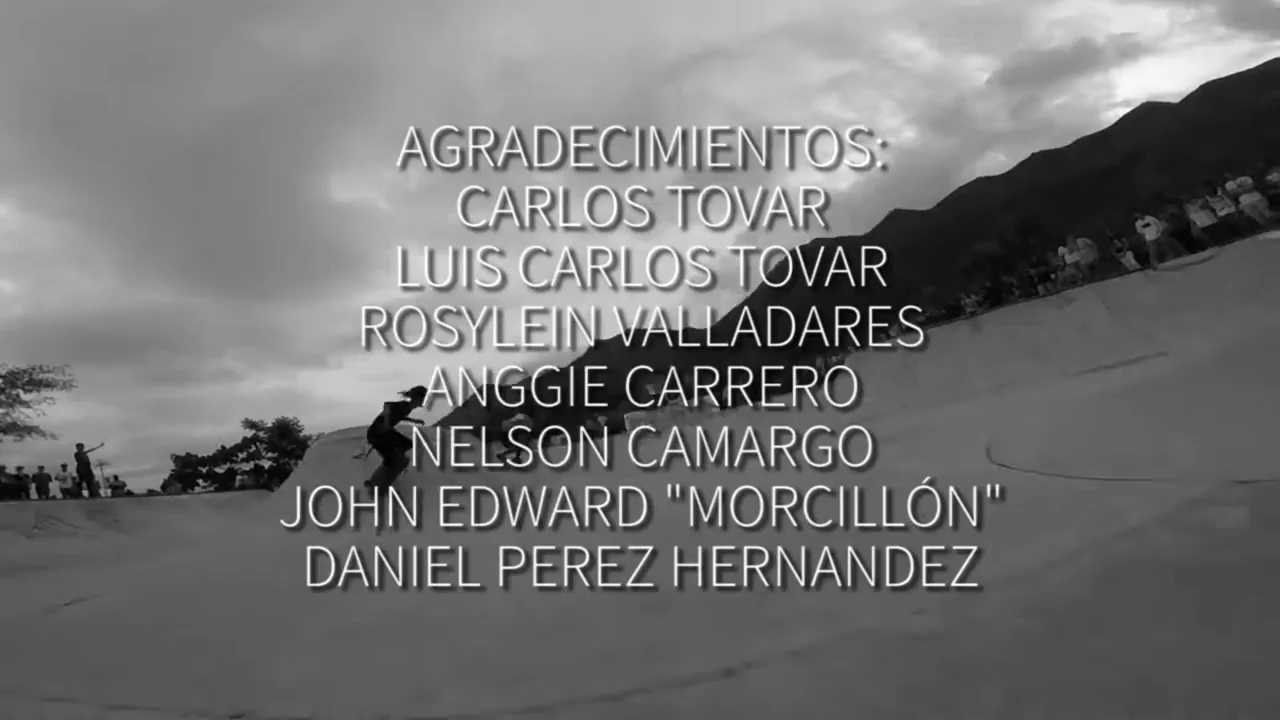 AGRADECIMIENTOS:
CARLOS TOVAR
LUIS CARLOS TOVAR
ROSYLEIN VALLADARES
ANGGIE CARRERO
NELSON CAMARGO
JOHN EDWARD "MORCILLÓN"
DANIEL PEREZ HERNANDEZ